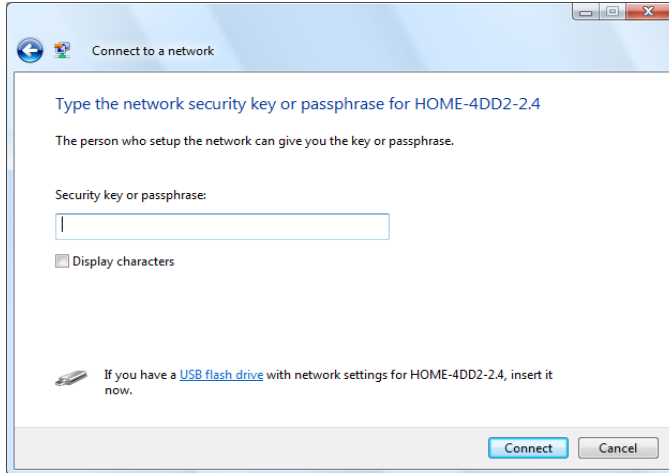 Connect to a network
Type the network security key or passphrase for HOME-4DD2-2.4
The person who setup the network can give you the key or passphrase.
Security key or passphrase:
Display characters
If you have a USB flash drive with network settings for HOME-4DD2-2.4, insert it
now.
Connect Cancel